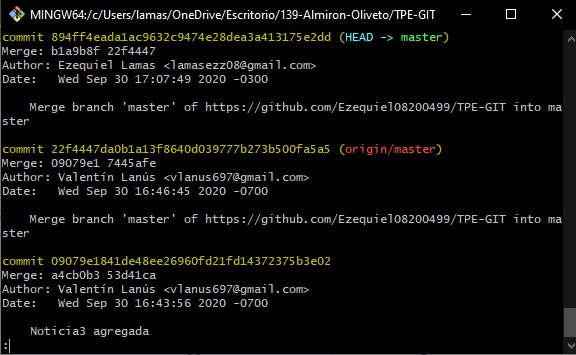 MINGW64:/c/Users/lamas/OneDrive/Escritorio/139-Almiron-Oliveto/TPE-GIT
commit 894ff4eada1ac9632c9474e28dea3a413175e2dd (HEAD -> master)
Merge: b1a9b8f 22f4447
Author: Ezequiel Lamas <lamasezz08@gmail.com>
Date:   Wed Sep 30 17:07:49 2020 -0300
    Merge branch 'master' of https://github.com/Ezequiel08200499/TPE-GIT into ma
ster
commit 22f4447da0b1a13f8640d039777b273b500fa5a5 (origin/master)
Merge: 09079e1 7445afe
Author: Valentín Lanús <vlanus697@gmail.com>
Date:   Wed Sep 30 16:46:45 2020 -0700
    Merge branch 'master' of https://github.com/Ezequiel08200499/TPE-GIT into ma
ster
commit 09079e1841de48ee26960fd21fd14372375b3e02
Merge: a4cb0b3 53d41ca
Author: Valentín Lanús <vlanus697@gmail.com>
Date:   Wed Sep 30 16:43:56 2020 -0700
    Noticia3 agregada
: